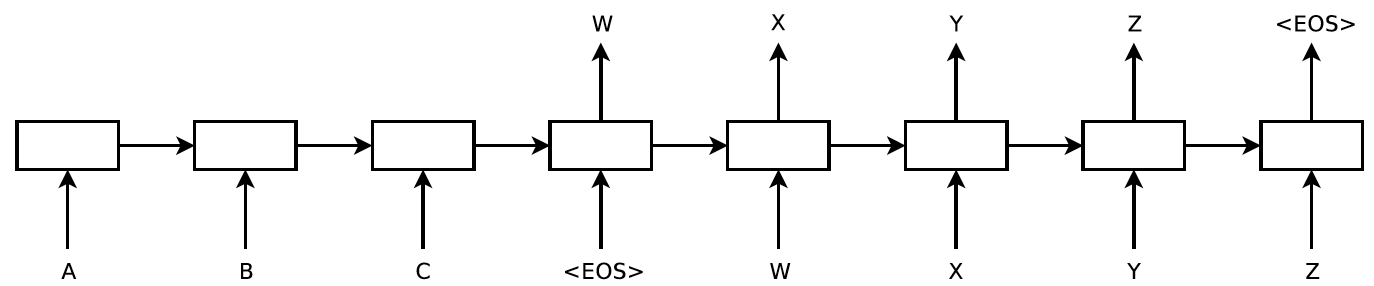 W X Y Z <EOS>
A B C <EOS> W X Y Z